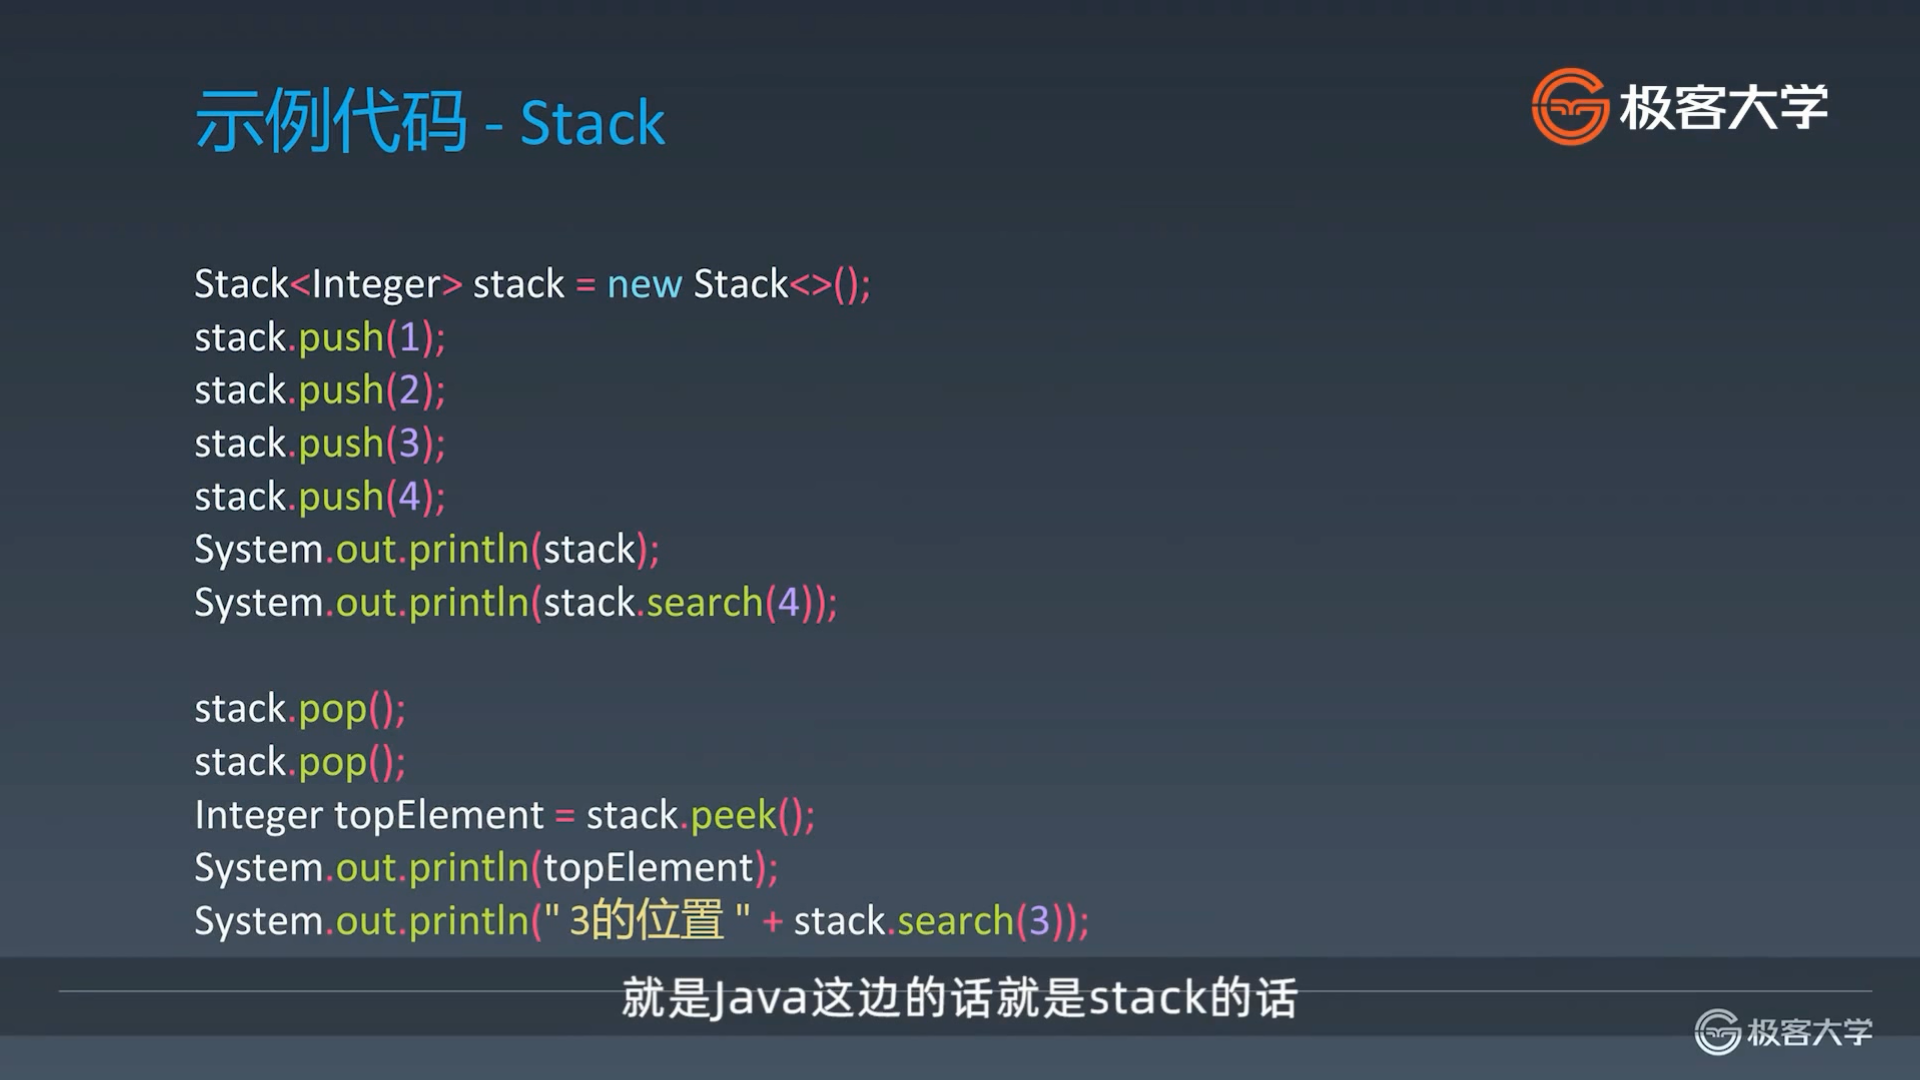 示例代码 - Stack
极客大学
Stack<Integer> stack = new Stack<>();
stack.push(1);
stack.push(2);
stack.push(3);
stack.push(4);
System.out.println(stack);
System.out.println(stack.search(4));
stack.pop();
stack.pop();
Integer topElement = stack.peek();
System.out.println(topElement);
System.out.println(" 3的位置 " + stack.search(3));
就是Java这边的话就是stack的话
极客大学